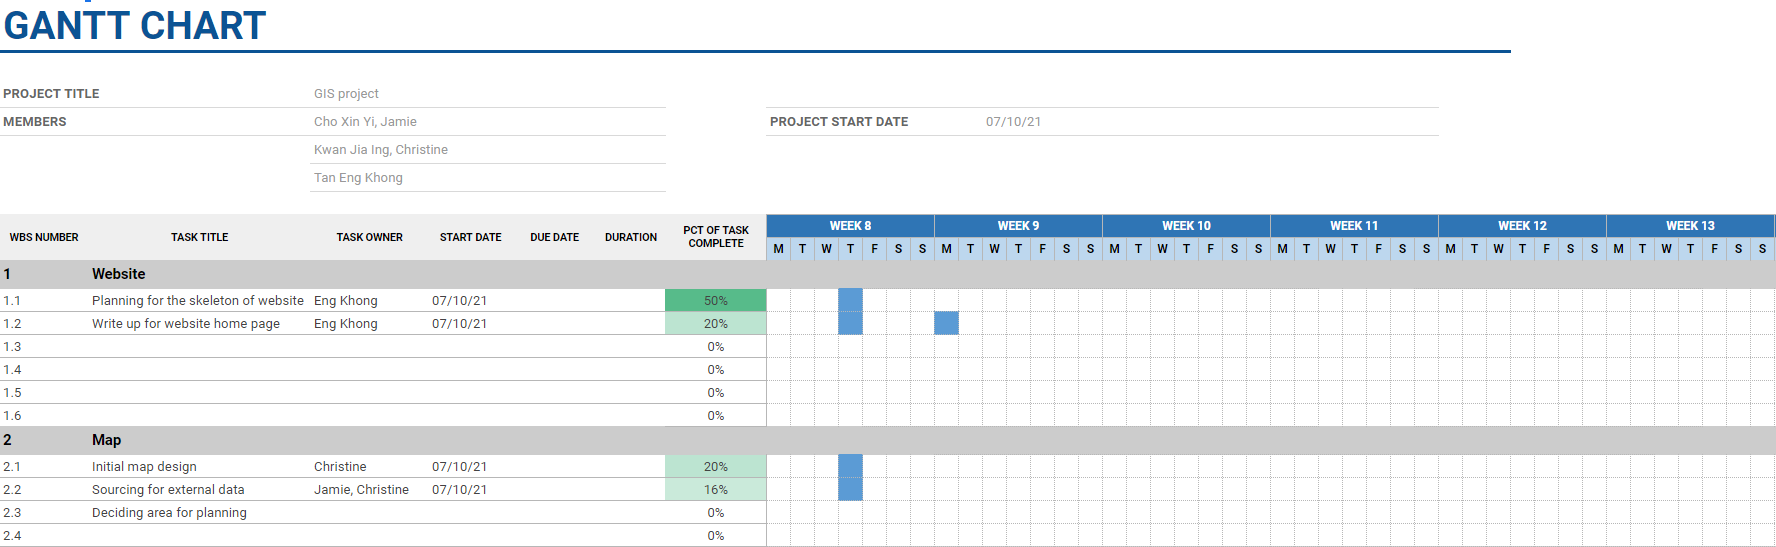 GANTT CHART
PROJECT TITLE GIS project
MEMBERS Cho Xin Yi, Jamie PROJECT START DATE 07/10/21
Kwan Jia Ing, Christine
Tan Eng Khong
WBS NUMBER TASK TITLE TASK OWNER START DATE DUE DATE DURATION PCT OF TASK COMPLETE WEEK 8 WEEK 9 WEEK 10 WEEK 11 WEEK 12 WEEK 13
M T W T F S S M T W T F S S M T W T F S S M T W T F S S M T W T F S S M T W T F S S
1 Website
1.1 Planning for the skeleton of website Eng Khong 07/10/21 50%
1.2 Write up for website home page Eng Khong 07/10/21 20%
1.3 0%
1.4 0%
1.5 0%
1.6 0%
2 Map
2.1 Initial map design Christine 07/10/21 20%
2.2 Sourcing for external data Jamie, Christine 07/10/21 16%
2.3 Deciding area for planning 0%
2.4 0%